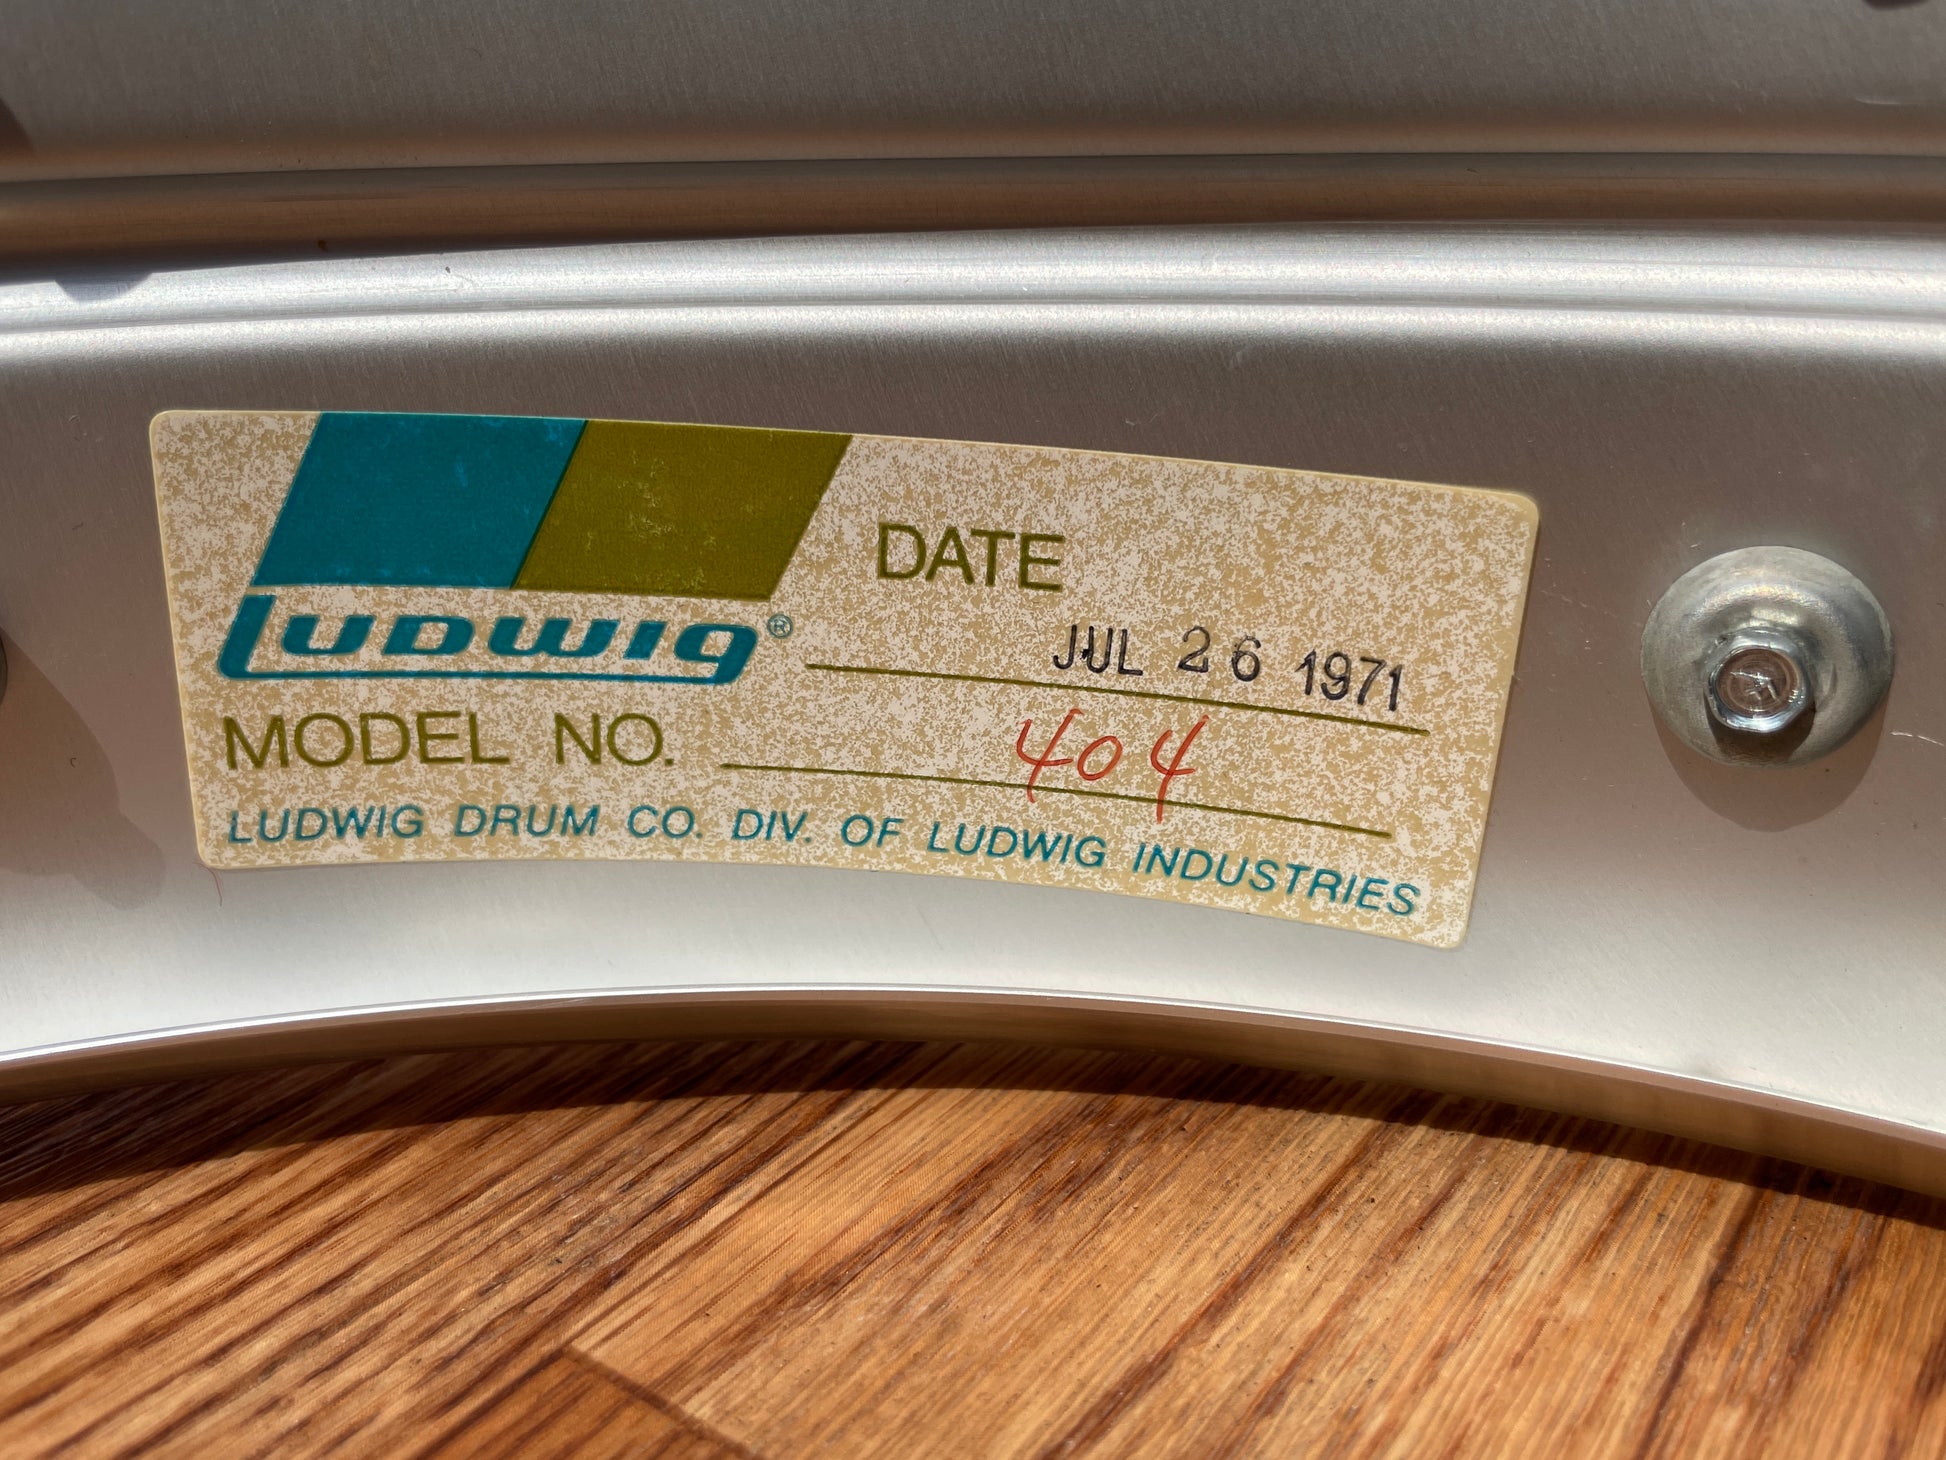 DATE
JUL 26 1971
LUDWIG®
MODEL NO. 404
LUDWIG DRUM CO. DIV. OF LUDWIG INDUSTRIES